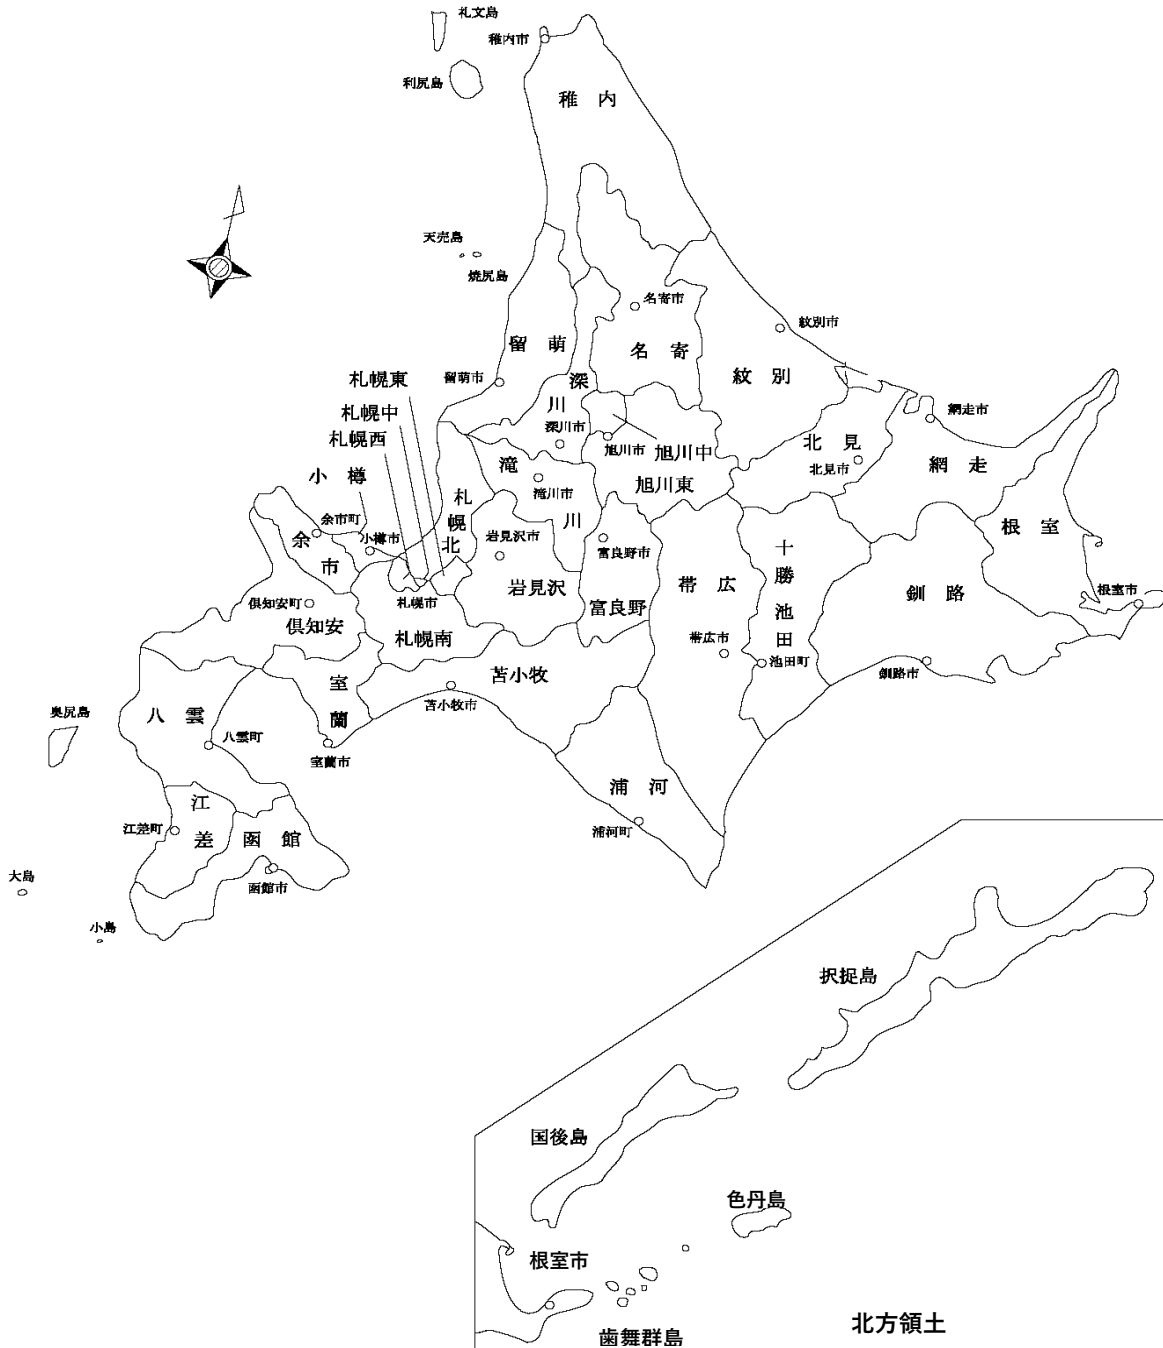 礼文島
稚内市
利尻島
稚内
天売島
焼尻島
名寄市
紋別市
留萌
名寄
紋別
札幌東
留萌市
深川
札幌中
深川市
網走市
札幌西
旭川市
旭川中
北見
北見市
網走
小樽
滝川
滝川市
旭川東
札幌北
余市町
余市
小樽市
岩見沢市
富良野市
根室
十勝池田
帯広
釧路
岩見沢
富良野
倶知安町
札幌市
根室市
倶知安
札幌南
帯広市
池田町
釧路市
苫小牧
室蘭
苫小牧市
奥尻島
八雲
八雲町
室蘭市
浦河
江差
江差町
函館
浦河町
大島
函館市
小島
択捉島
国後島
色丹島
根室市
歯舞群島
北方領土